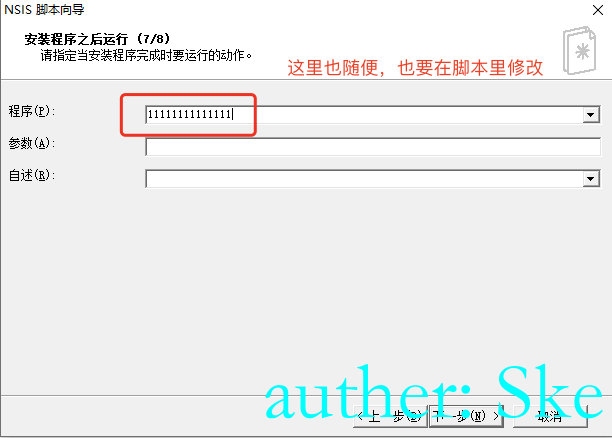 NSIS 脚本向导
安装程序之后运行 (7/8)
请指定当安装程序完成时要运行的动作。
这里也随便，也要在脚本里修改
程序(P):
11111111111111
参数(A):
自述(R):
auther: Ske
< 上一步(B) 下一步(N) > 取消